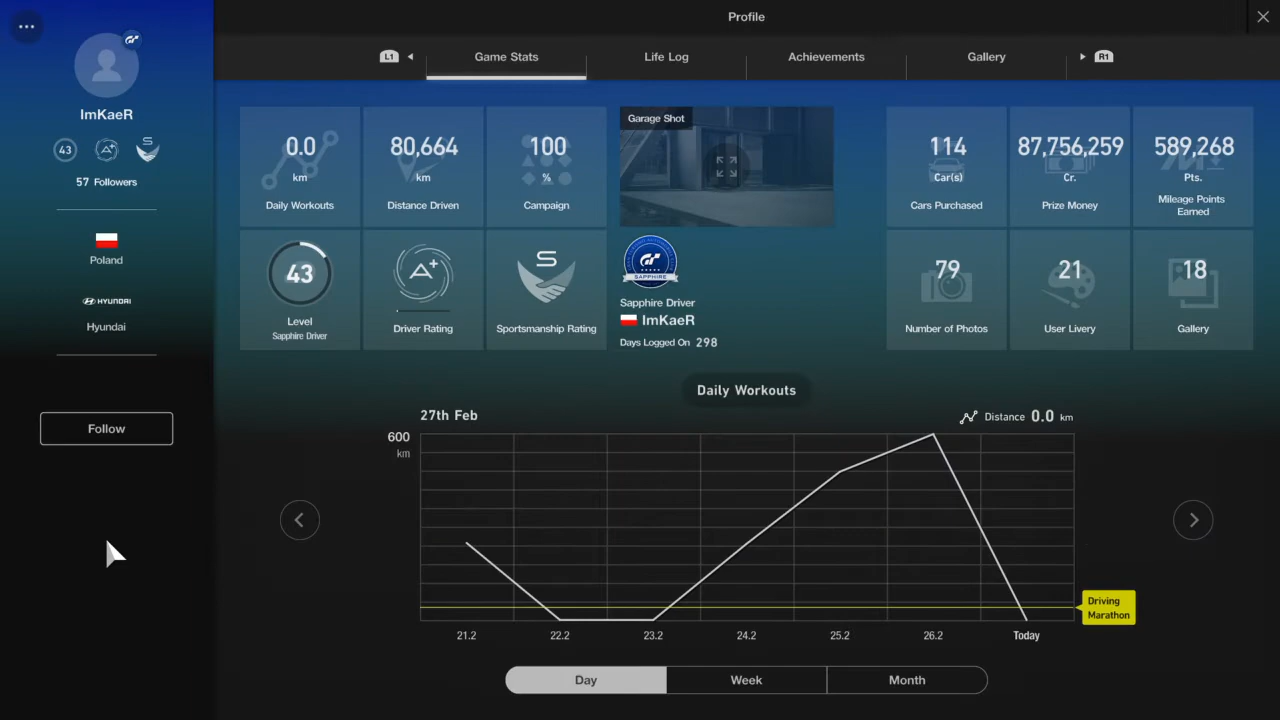 Profile
L1
Game Stats
Life Log
Achievements
Gallery
R1
ImKaeR
43
A+
S
57 Followers
Poland
HYUNDAI
Hyundai
Follow
0.0
km
Daily Workouts
80,664
km
Distance Driven
100
%
Campaign
43
Level
Sapphire Driver
A+
Driver Rating
S
Sportsmanship Rating
Garage Shot
SAPPHIRE
Sapphire Driver
ImKaeR
Days Logged On 298
114
Car(s)
Cars Purchased
87,756,259
Cr.
Prize Money
589,268
Pts.
Mileage Points
Earned
79
Number of Photos
21
User Livery
18
Gallery
Daily Workouts
27th Feb
Distance 0.0 km
600
km
Driving
Marathon
21.2
22.2
23.2
24.2
25.2
26.2
Today
Day
Week
Month